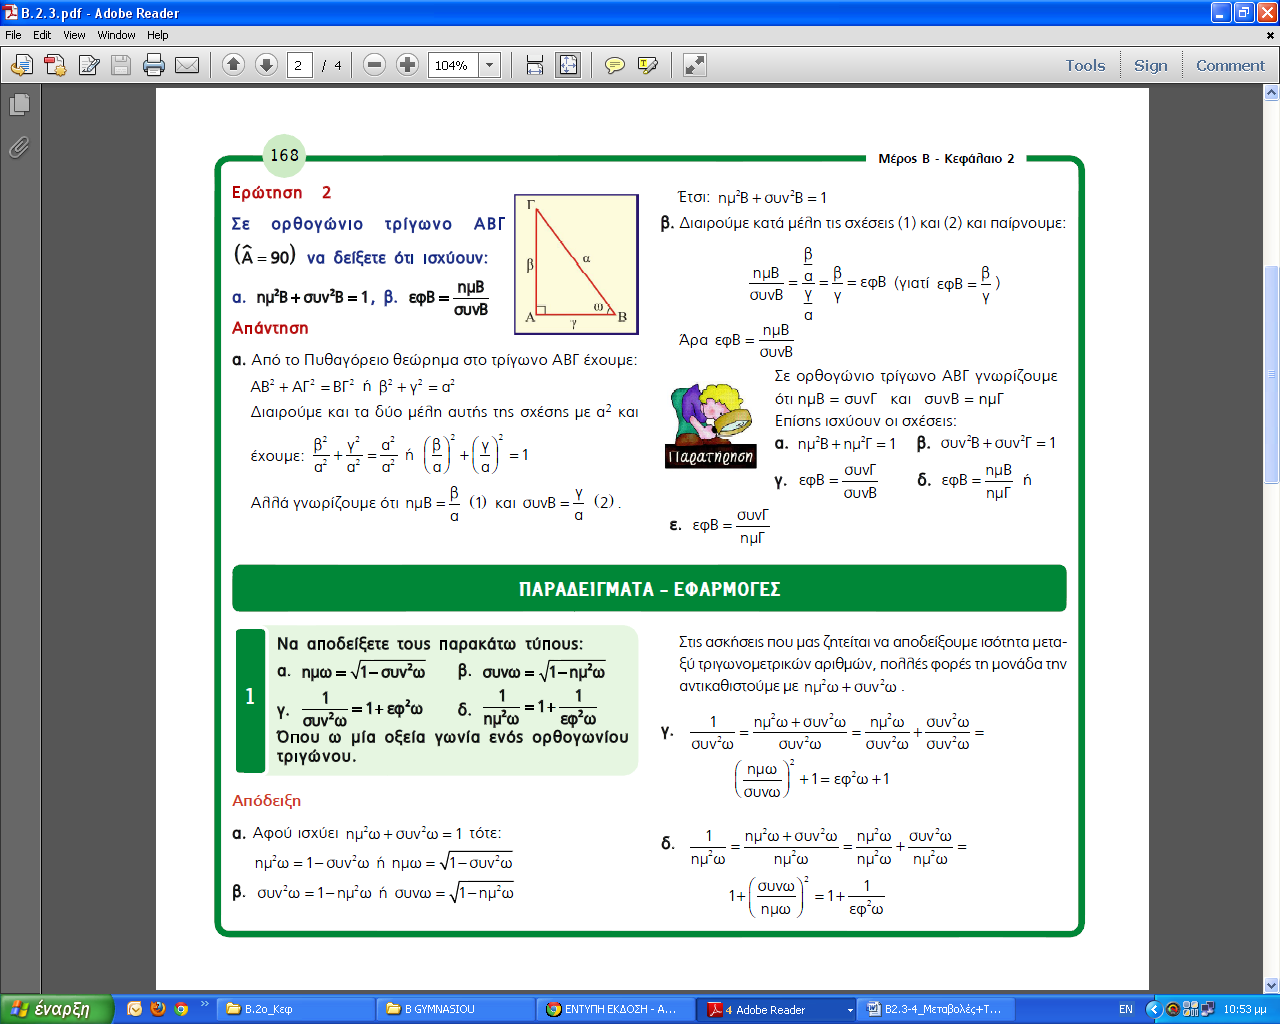 B.2.3.pdf - Adobe Reader
File Edit View Window Help
2 / 4 104% Tools Sign Comment
168
Μέρος Β - Κεφάλαιο 2
Ερώτηση 2
Σε ορθογώνιο τρίγωνο ΑΒΓ
(Â = 90) να δείξετε ότι ισχύουν:
α. ημ²Β + συν²Β = 1, β. εφΒ = ημΒ/συνΒ
Γ
β α
ω
Α γ Β
Απάντηση
α. Από το Πυθαγόρειο θεώρημα στο τρίγωνο ΑΒΓ έχουμε:
ΑΒ² + ΑΓ² = ΒΓ² ή β² + γ² = α²
Διαιρούμε και τα δύο μέλη αυτής της σχέσης με α² και
έχουμε: β²/α² + γ²/α² = α²/α² ή (β/α)² + (γ/α)² = 1
Αλλά γνωρίζουμε ότι ημΒ = β/α (1) και συνΒ = γ/α (2) .
Έτσι: ημ²Β + συν²Β = 1
β. Διαιρούμε κατά μέλη τις σχέσεις (1) και (2) και παίρνουμε:
ημΒ/συνΒ = (β/α)/(γ/α) = β/γ = εφΒ (γιατί εφΒ = β/γ )
Άρα εφΒ = ημΒ/συνΒ
Παρατήρηση
Σε ορθογώνιο τρίγωνο ΑΒΓ γνωρίζουμε
ότι ημΒ = συνΓ και συνΒ = ημΓ
Επίσης ισχύουν οι σχέσεις:
α. ημ²Β + ημ²Γ = 1 β. συν²Β + συν²Γ = 1
γ. εφΒ = συνΓ/συνΒ δ. εφΒ = ημΒ/ημΓ ή
ε. εφΒ = συνΓ/ημΓ
ΠΑΡΑΔΕΙΓΜΑΤΑ – ΕΦΑΡΜΟΓΕΣ
1
Να αποδείξετε τους παρακάτω τύπους:
α. ημω = √(1 − συν²ω) β. συνω = √(1 − ημ²ω)
γ. 1/συν²ω = 1 + εφ²ω δ. 1/ημ²ω = 1 + 1/εφ²ω
Όπου ω μία οξεία γωνία ενός ορθογωνίου
τριγώνου.
Απόδειξη
α. Αφού ισχύει ημ²ω + συν²ω = 1 τότε:
ημ²ω = 1 − συν²ω ή ημω = √(1 − συν²ω)
β. συν²ω = 1 − ημ²ω ή συνω = √(1 − ημ²ω)
Στις ασκήσεις που μας ζητείται να αποδείξουμε ισότητα μετα-
ξύ τριγωνομετρικών αριθμών, πολλές φορές τη μονάδα την
αντικαθιστούμε με ημ²ω + συν²ω .
γ. 1/συν²ω = (ημ²ω + συν²ω)/συν²ω = ημ²ω/συν²ω + συν²ω/συν²ω =
(ημω/συνω)² + 1 = εφ²ω + 1
δ. 1/ημ²ω = (ημ²ω + συν²ω)/ημ²ω = ημ²ω/ημ²ω + συν²ω/ημ²ω =
1 + (συνω/ημω)² = 1 + 1/εφ²ω
έναρξη B.2ο_Κεφ B GYMNASIOU ΕΝΤΥΠΗ ΕΚΔΟΣΗ - Α... 4 Adobe Reader B2.3-4_Μεταβολές+Τ... EN 10:53 μμ